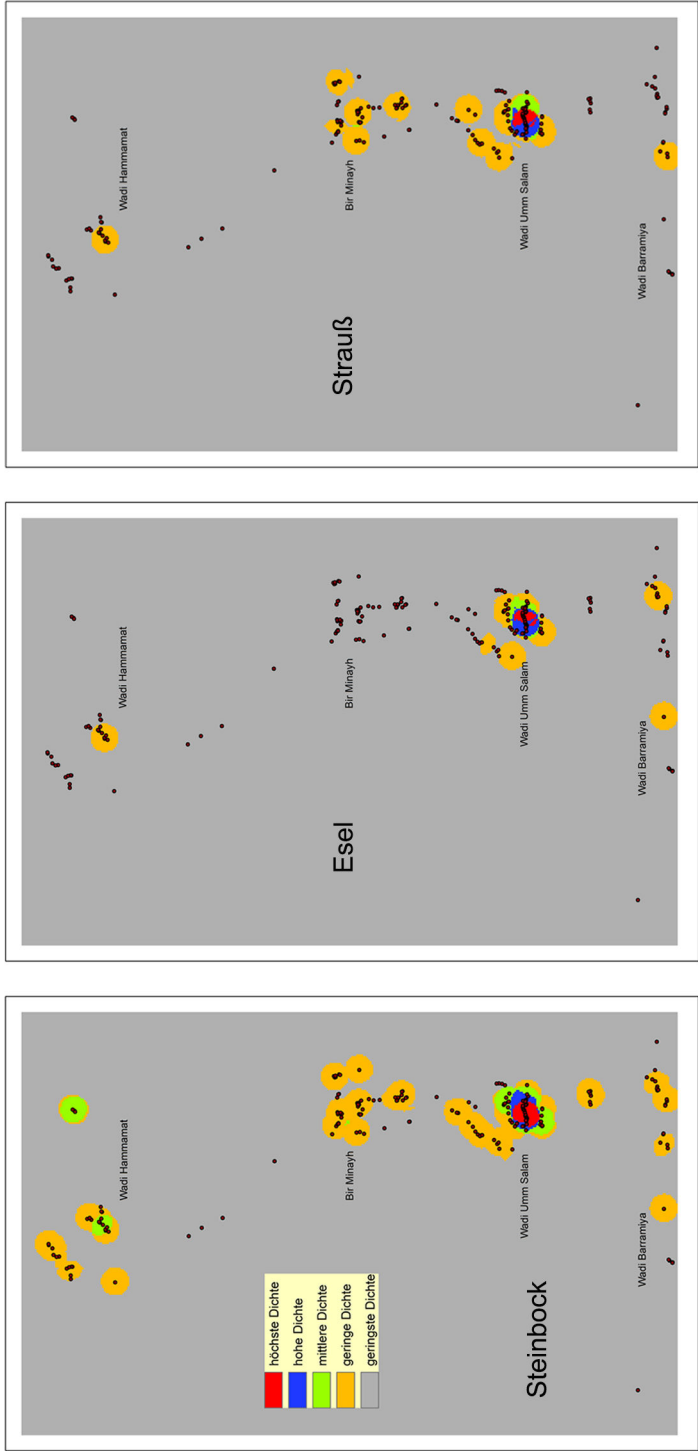 Steinbock
höchste Dichte
hohe Dichte
mittlere Dichte
geringe Dichte
geringste Dichte
Wadi Hammamat
Bir Minayh
Wadi Umm Salam
Wadi Barramiya
Esel
Wadi Hammamat
Bir Minayh
Wadi Umm Salam
Wadi Barramiya
Strauß
Wadi Hammamat
Bir Minayh
Wadi Umm Salam
Wadi Barramiya